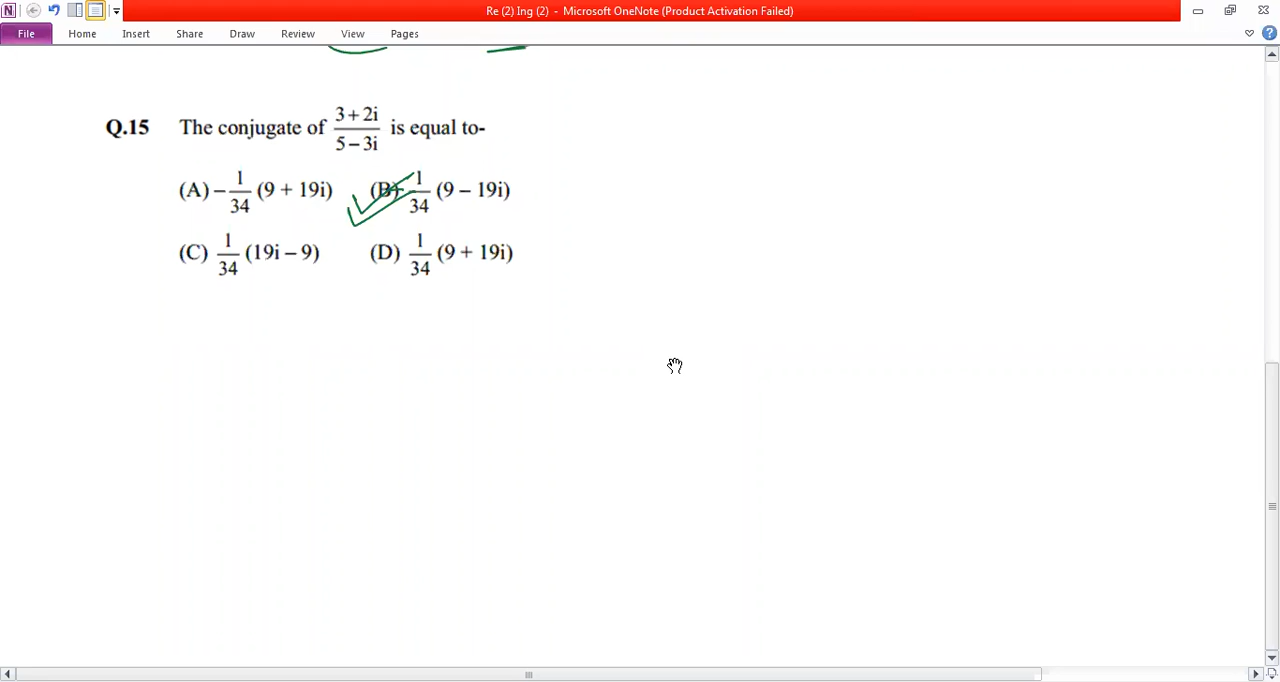 Re (2) Ing (2) - Microsoft OneNote (Product Activation Failed)
File Home Insert Share Draw Review View Pages
Q.15 The conjugate of (3 + 2i)/(5 – 3i) is equal to-
(A) – 1/34 (9 + 19i) (B) 1/34 (9 – 19i)
(C) 1/34 (19i – 9) (D) 1/34 (9 + 19i)